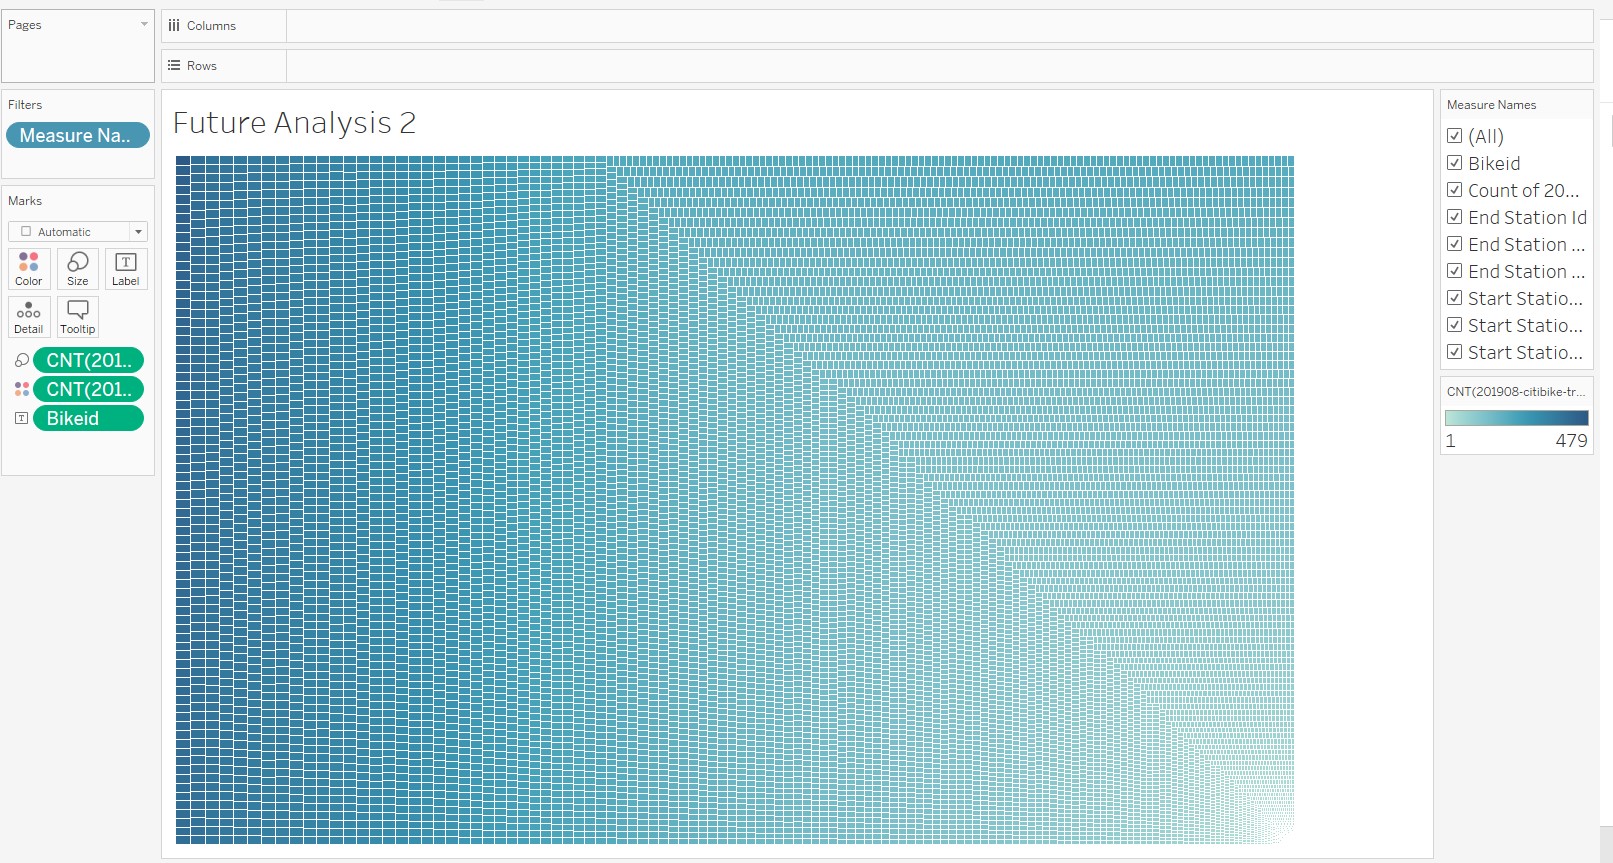 Pages
Columns
Rows
Filters
Measure Na..
Marks
Automatic
Color
Size
Label
Detail
Tooltip
CNT(201..
CNT(201..
Bikeid
Future Analysis 2
Measure Names
(All)
Bikeid
Count of 20...
End Station Id
End Station ...
End Station ...
Start Statio...
Start Statio...
Start Statio...
CNT(201908-citibike-tr...
1 479